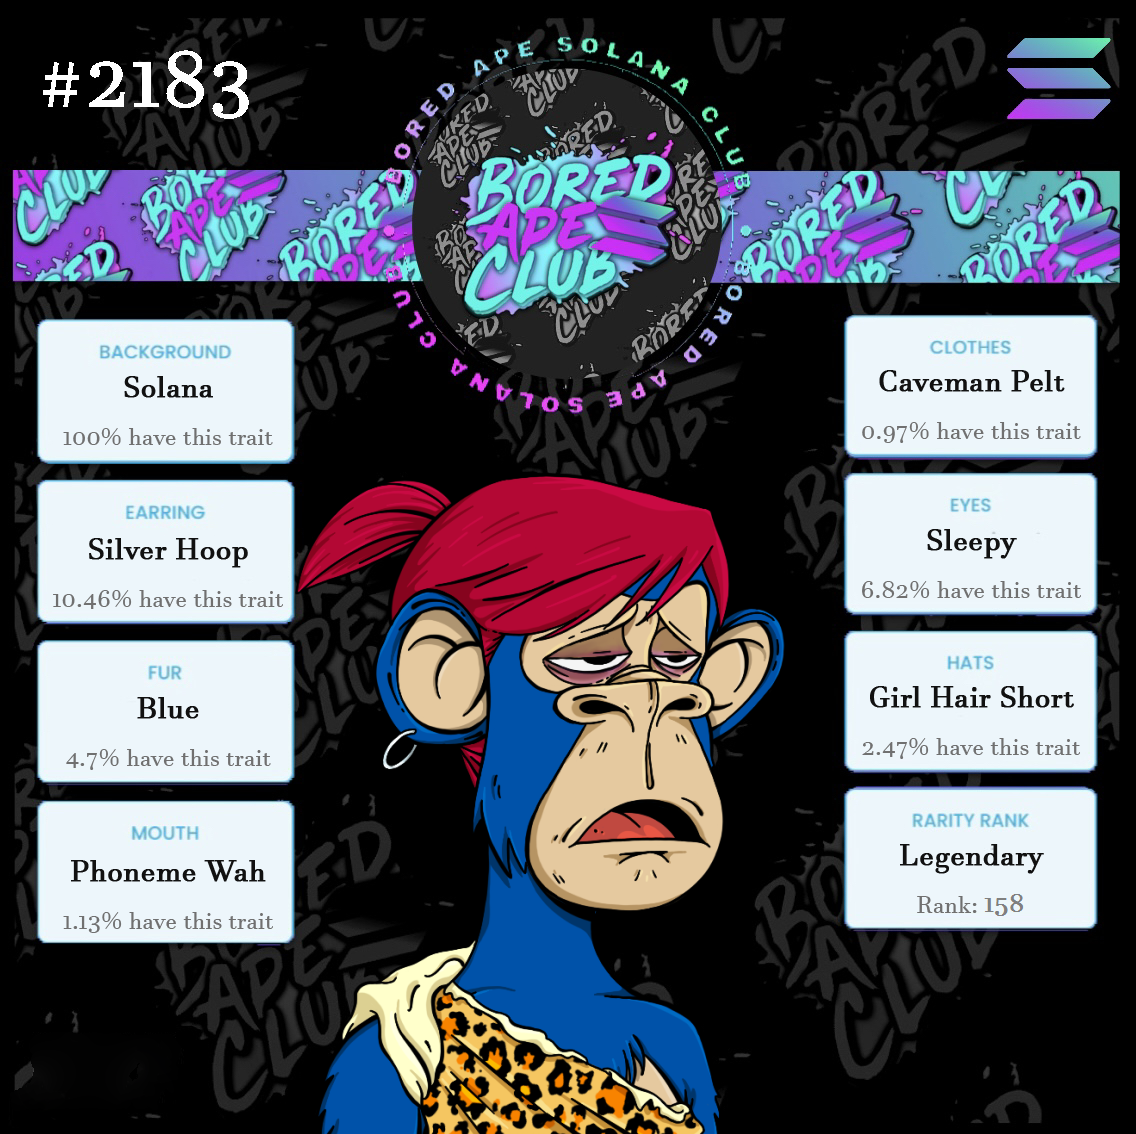 #2183
BORED APE SOLANA CLUB
BORED
APE
CLUB
BORED APE SOLANA CLUB
BACKGROUND
Solana
100% have this trait
EARRING
Silver Hoop
10.46% have this trait
FUR
Blue
4.7% have this trait
MOUTH
Phoneme Wah
1.13% have this trait
CLOTHES
Caveman Pelt
0.97% have this trait
EYES
Sleepy
6.82% have this trait
HATS
Girl Hair Short
2.47% have this trait
RARITY RANK
Legendary
Rank: 158